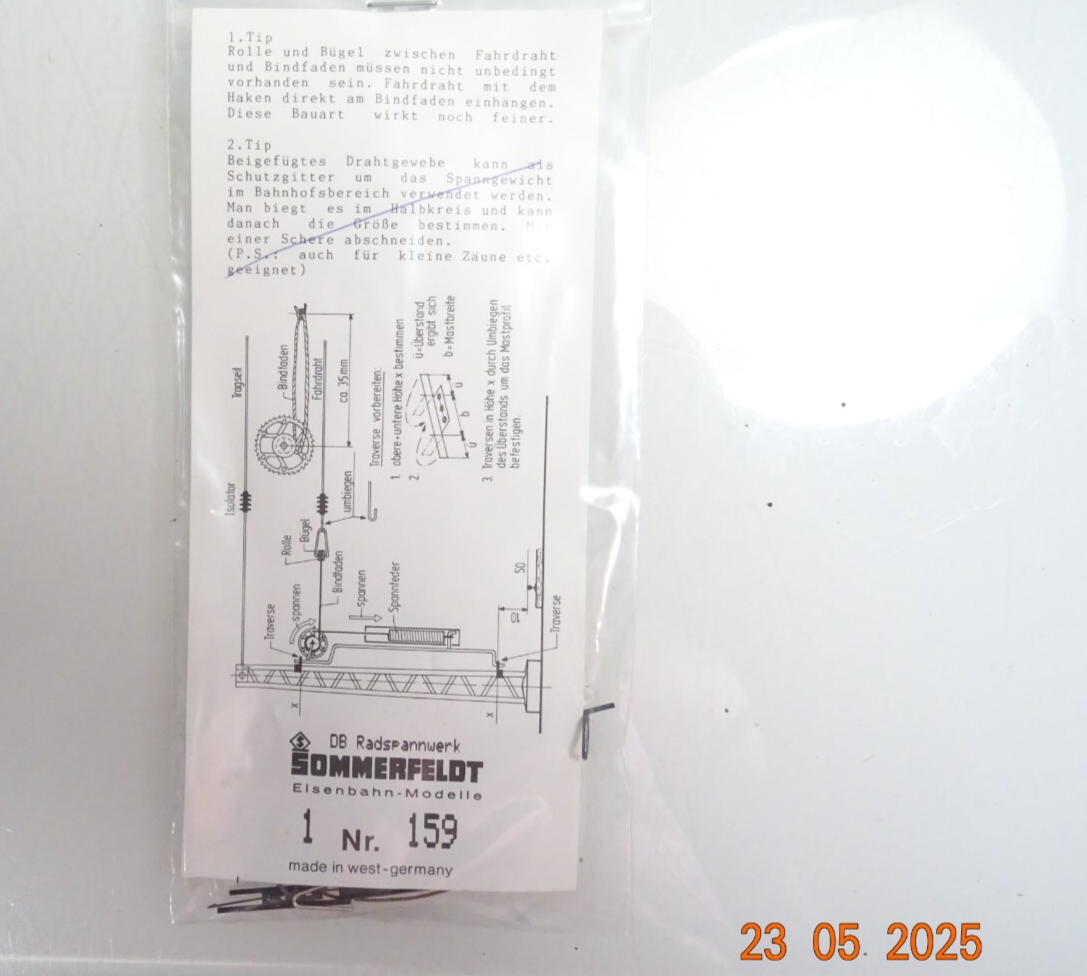 1.Tip
Rolle und Bügel zwischen Fahrdraht
und Bindfaden müssen nicht unbedingt
vorhanden sein. Fahrdraht mit dem
Haken direkt am Bindfaden einhängen.
Diese Bauart wirkt noch feiner.
2.Tip
Beigefügtes Drahtgewebe kann als
Schutzgitter um das Spanngewicht
im Bahnhofsbereich verwendet werden.
Man biegt es im Halbkreis und kann
danach die Größe bestimmen. Mit
einer Schere abschneiden.
(P.S.: auch für kleine Zäune etc.
geeignet)
Tragseil
Isolator
Bindfaden
Fahrdraht
ca. 35mm
umbiegen
Traverse vorbereiten:
1. obere+untere Höhe x bestimmen
2.
ü=Überstand
ergibt sich
b=Mastbreite
ü
b
ü
3. Traversen in Höhe x durch Umbiegen
des Überstands um das Mastprofil
befestigen.
Rolle
Bügel
Bindfaden
Traverse
spannen
spannen
Spannfeder
10
SO
Traverse
x
x
S
DB Radspannwerk
SOMMERFELDT
Eisenbahn-Modelle
1 Nr. 159
made in west-germany
23 05. 2025